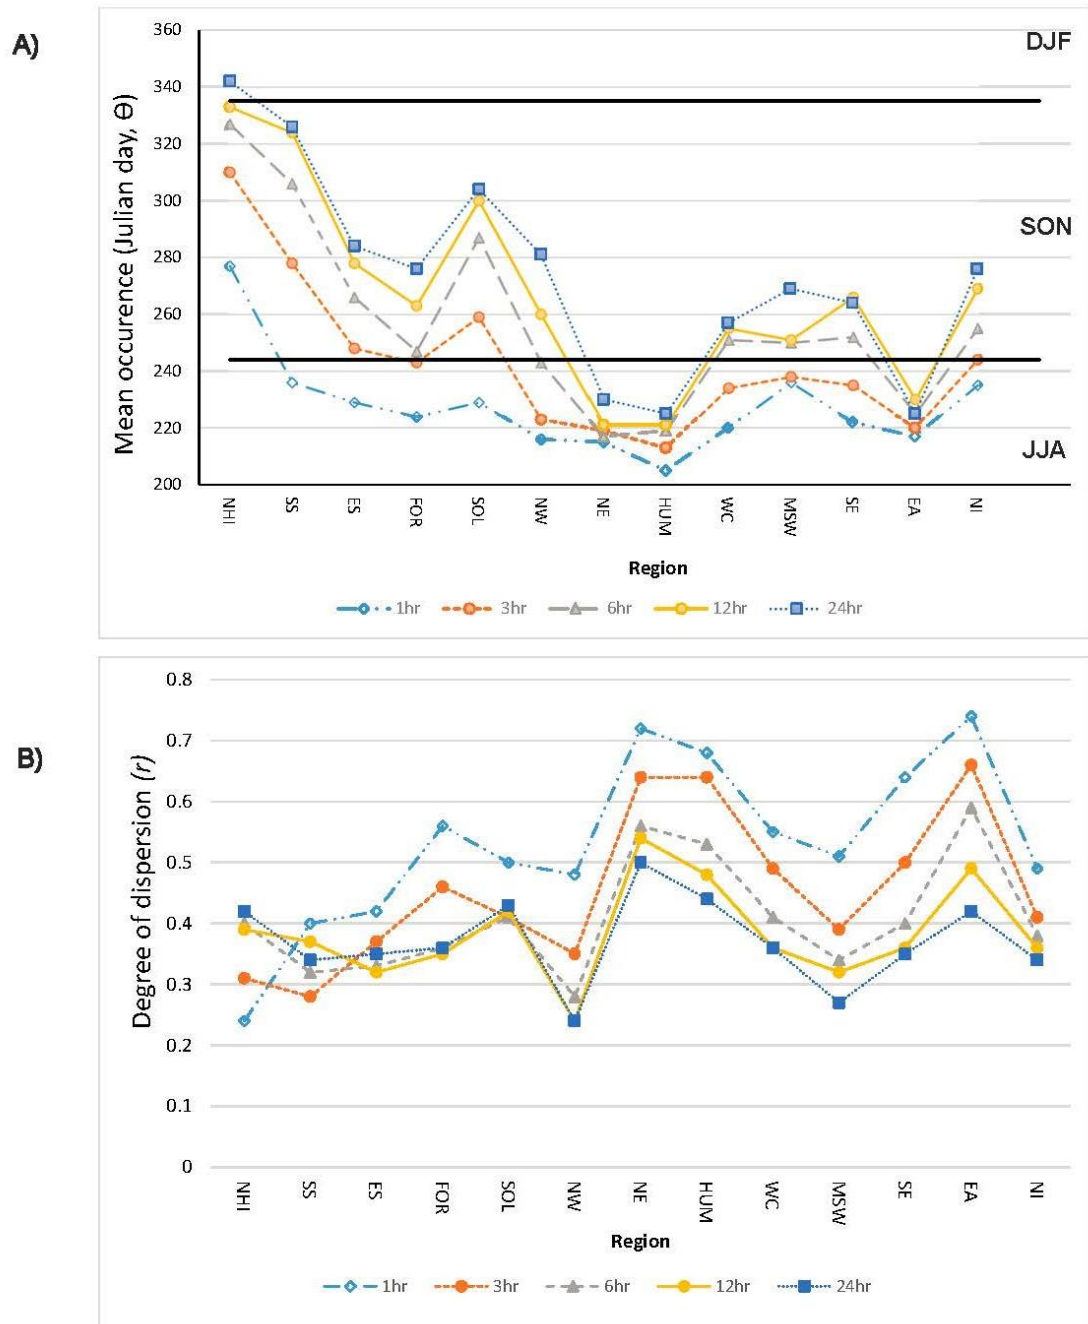 A)
Mean occurence (Julian day, Θ)
360
340
320
300
280
260
240
220
200
DJF
SON
JJA
NHI SS ES FOR SOL NW NE HUM WC MSW SE EA NI
Region
1hr 3hr 6hr 12hr 24hr
B)
Degree of dispersion (r)
0.8
0.7
0.6
0.5
0.4
0.3
0.2
0.1
0
NHI SS ES FOR SOL NW NE HUM WC MSW SE EA NI
Region
1hr 3hr 6hr 12hr 24hr